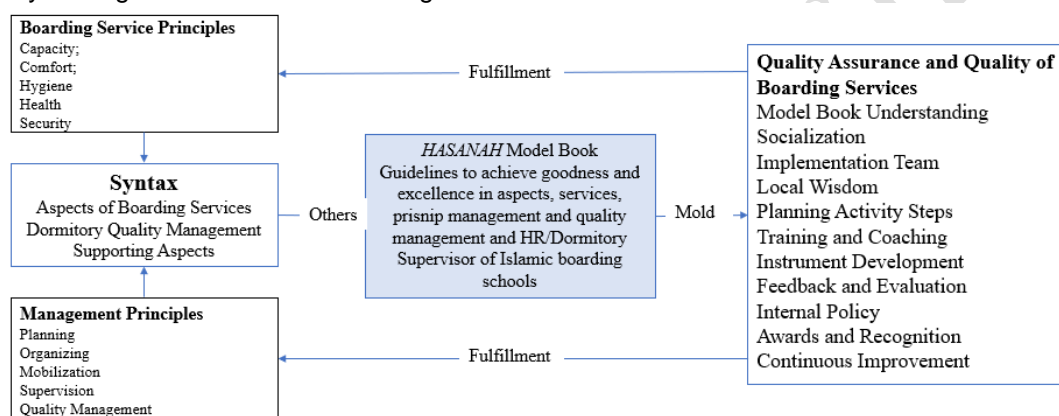 Boarding Service Principles
Capacity;
Comfort;
Hygiene
Health
Security
Fulfillment
Quality Assurance and Quality of
Boarding Services
Model Book Understanding
Socialization
Implementation Team
Local Wisdom
Planning Activity Steps
Training and Coaching
Instrument Development
Feedback and Evaluation
Internal Policy
Awards and Recognition
Continuous Improvement
Syntax
Aspects of Boarding Services
Dormitory Quality Management
Supporting Aspects
Others
HASANAH Model Book
Guidelines to achieve goodness and
excellence in aspects, services,
prisnip management and quality
management and HR/Dormitory
Supervisor of Islamic boarding
schools
Mold
Management Principles
Planning
Organizing
Mobilization
Supervision
Quality Management
Fulfillment